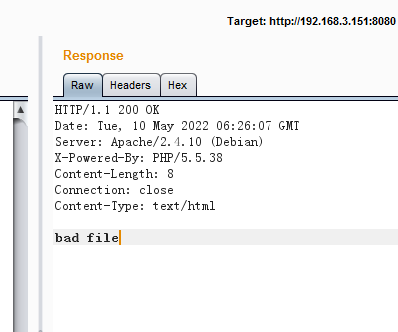 Target: http://192.168.3.151:8080
Response
Raw Headers Hex
HTTP/1.1 200 OK
Date: Tue, 10 May 2022 06:26:07 GMT
Server: Apache/2.4.10 (Debian)
X-Powered-By: PHP/5.5.38
Content-Length: 8
Connection: close
Content-Type: text/html
bad file